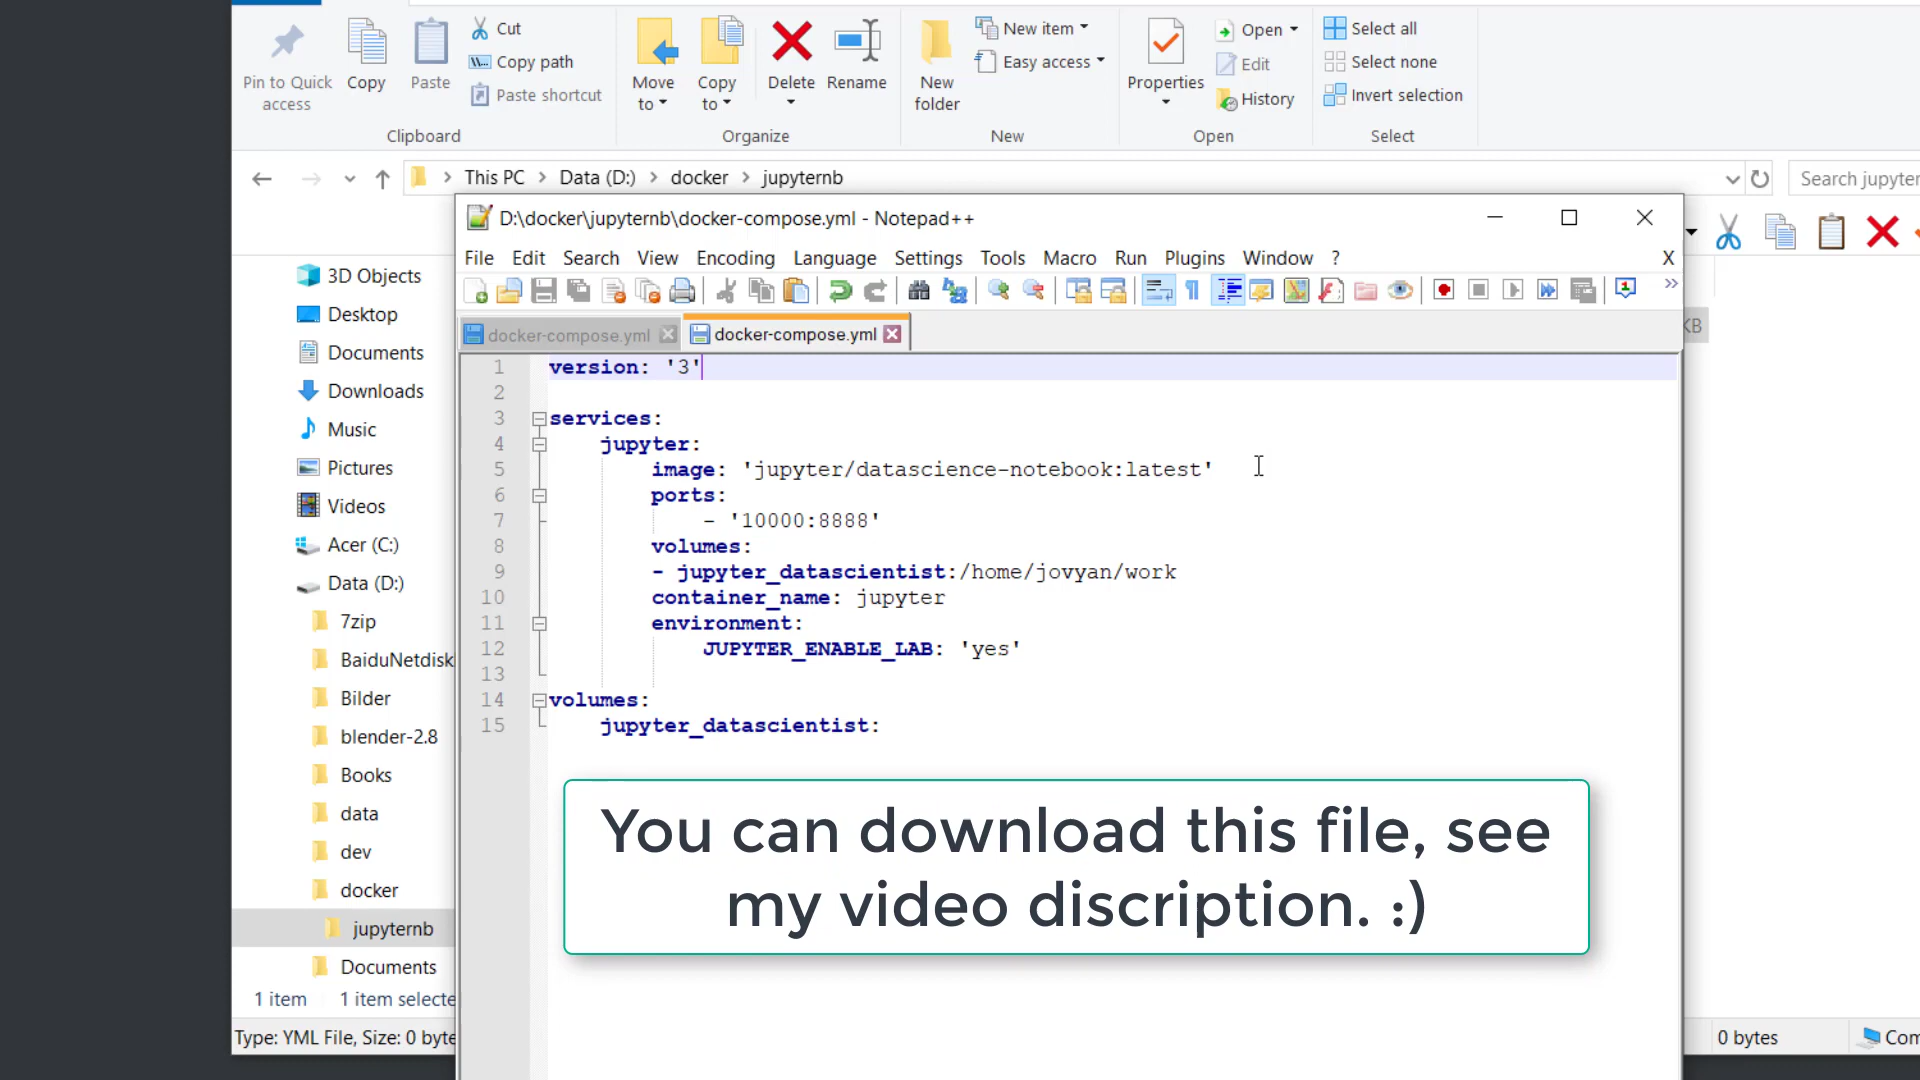 Pin to Quick access
Copy
Paste
Cut
Copy path
Paste shortcut
Clipboard
Move to
Copy to
Delete
Rename
Organize
New folder
New item
Easy access
New
Properties
Open
Edit
History
Open
Select all
Select none
Invert selection
Select
This PC > Data (D:) > docker > jupyternb
Search jupyter
D:\docker\jupyternb\docker-compose.yml - Notepad++
File Edit Search View Encoding Language Settings Tools Macro Run Plugins Window ? X
docker-compose.yml docker-compose.yml
KB
3D Objects
Desktop
Documents
Downloads
Music
Pictures
Videos
Acer (C:)
Data (D:)
7zip
BaiduNetdisk
Bilder
blender-2.8
Books
data
dev
docker
jupyternb
Documents
1 version: '3'
2
3 services:
4 jupyter:
5 image: 'jupyter/datascience-notebook:latest'
6 ports:
7 - '10000:8888'
8 volumes:
9 - jupyter_datascientist:/home/jovyan/work
10 container_name: jupyter
11 environment:
12 JUPYTER_ENABLE_LAB: 'yes'
13
14 volumes:
15 jupyter_datascientist:
You can download this file, see
my video discription. :)
1 item 1 item selecte
Type: YML File, Size: 0 byte
0 bytes
Com